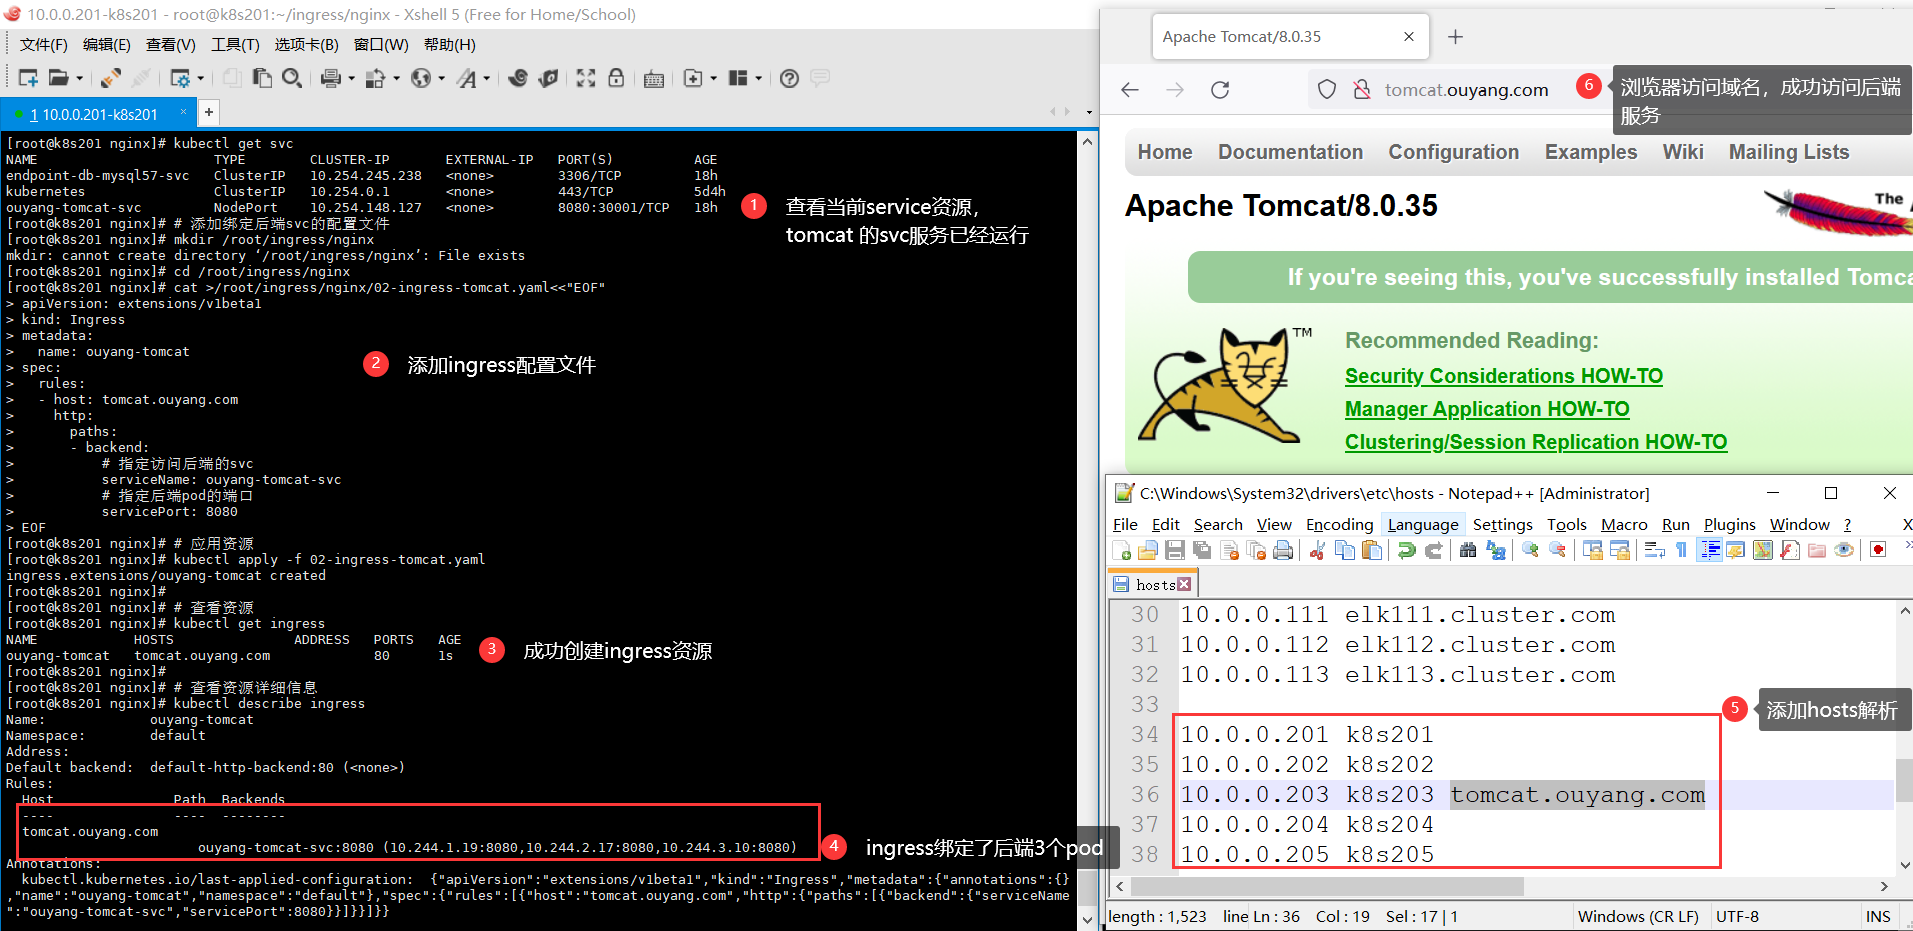 10.0.0.201-k8s201 - root@k8s201:~/ingress/nginx - Xshell 5 (Free for Home/School)
文件(F) 编辑(E) 查看(V) 工具(T) 选项卡(B) 窗口(W) 帮助(H)
1 10.0.0.201-k8s201
[root@k8s201 nginx]# kubectl get svc
NAME TYPE CLUSTER-IP EXTERNAL-IP PORT(S) AGE
endpoint-db-mysql57-svc ClusterIP 10.254.245.238 <none> 3306/TCP 18h
kubernetes ClusterIP 10.254.0.1 <none> 443/TCP 5d4h
ouyang-tomcat-svc NodePort 10.254.148.127 <none> 8080:30001/TCP 18h
[root@k8s201 nginx]# # 添加绑定后端svc的配置文件
[root@k8s201 nginx]# mkdir /root/ingress/nginx
mkdir: cannot create directory ‘/root/ingress/nginx’: File exists
[root@k8s201 nginx]# cd /root/ingress/nginx
[root@k8s201 nginx]# cat >/root/ingress/nginx/02-ingress-tomcat.yaml<<"EOF"
> apiVersion: extensions/v1beta1
> kind: Ingress
> metadata:
>   name: ouyang-tomcat
> spec:
>   rules:
>   - host: tomcat.ouyang.com
>     http:
>       paths:
>       - backend:
>           # 指定访问后端的svc
>           serviceName: ouyang-tomcat-svc
>           # 指定后端pod的端口
>           servicePort: 8080
> EOF
[root@k8s201 nginx]# # 应用资源
[root@k8s201 nginx]# kubectl apply -f 02-ingress-tomcat.yaml
ingress.extensions/ouyang-tomcat created
[root@k8s201 nginx]#
[root@k8s201 nginx]# # 查看资源
[root@k8s201 nginx]# kubectl get ingress
NAME HOSTS ADDRESS PORTS AGE
ouyang-tomcat tomcat.ouyang.com 80 1s
[root@k8s201 nginx]#
[root@k8s201 nginx]# # 查看资源详细信息
[root@k8s201 nginx]# kubectl describe ingress
Name: ouyang-tomcat
Namespace: default
Address:
Default backend: default-http-backend:80 (<none>)
Rules:
Host Path Backends
---- ---- --------
tomcat.ouyang.com
ouyang-tomcat-svc:8080 (10.244.1.19:8080,10.244.2.17:8080,10.244.3.10:8080)
Annotations:
kubectl.kubernetes.io/last-applied-configuration: {"apiVersion":"extensions/v1beta1","kind":"Ingress","metadata":{"annotations":{}
,"name":"ouyang-tomcat","namespace":"default"},"spec":{"rules":[{"host":"tomcat.ouyang.com","http":{"paths":[{"backend":{"serviceName
":"ouyang-tomcat-svc","servicePort":8080}}]}}]}}
1 查看当前service资源，
tomcat 的svc服务已经运行
2 添加ingress配置文件
3 成功创建ingress资源
4 ingress绑定了后端3个pod
Apache Tomcat/8.0.35
tomcat.ouyang.com
6 浏览器访问域名，成功访问后端
服务
Home Documentation Configuration Examples Wiki Mailing Lists
Apache Tomcat/8.0.35
The
If you're seeing this, you've successfully installed Tomca
TM
Recommended Reading:
Security Considerations HOW-TO
Manager Application HOW-TO
Clustering/Session Replication HOW-TO
C:\Windows\System32\drivers\etc\hosts - Notepad++ [Administrator]
File Edit Search View Encoding Language Settings Tools Macro Run Plugins Window ? X
hosts
30 10.0.0.111 elk111.cluster.com
31 10.0.0.112 elk112.cluster.com
32 10.0.0.113 elk113.cluster.com
33
34 10.0.0.201 k8s201
35 10.0.0.202 k8s202
36 10.0.0.203 k8s203 tomcat.ouyang.com
37 10.0.0.204 k8s204
38 10.0.0.205 k8s205
5 添加hosts解析
length : 1,523 line Ln : 36 Col : 19 Sel : 17 | 1 Windows (CR LF) UTF-8 INS